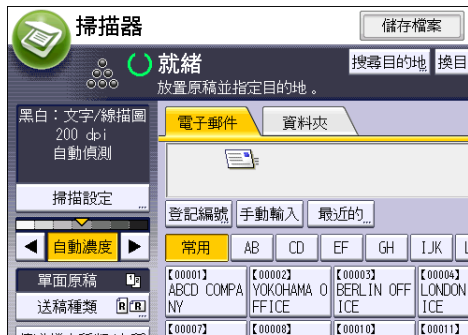 掃描器
儲存檔案
就緒
搜尋目的地
換目
放置原稿並指定目的地。
黑白：文字/線描圖
200 dpi
自動偵測
掃描設定
電子郵件
資料夾
登記編號
手動輸入
最近的
自動濃度
常用
AB
CD
EF
GH
IJK
單面原稿
送稿種類
【00001】
ABCD COMPA
NY
【00002】
YOKOHAMA O
FFICE
【00003】
BERLIN OFF
ICE
【00004】
LONDON
ICE
【00007】
【00008】
【00010】
【00011】